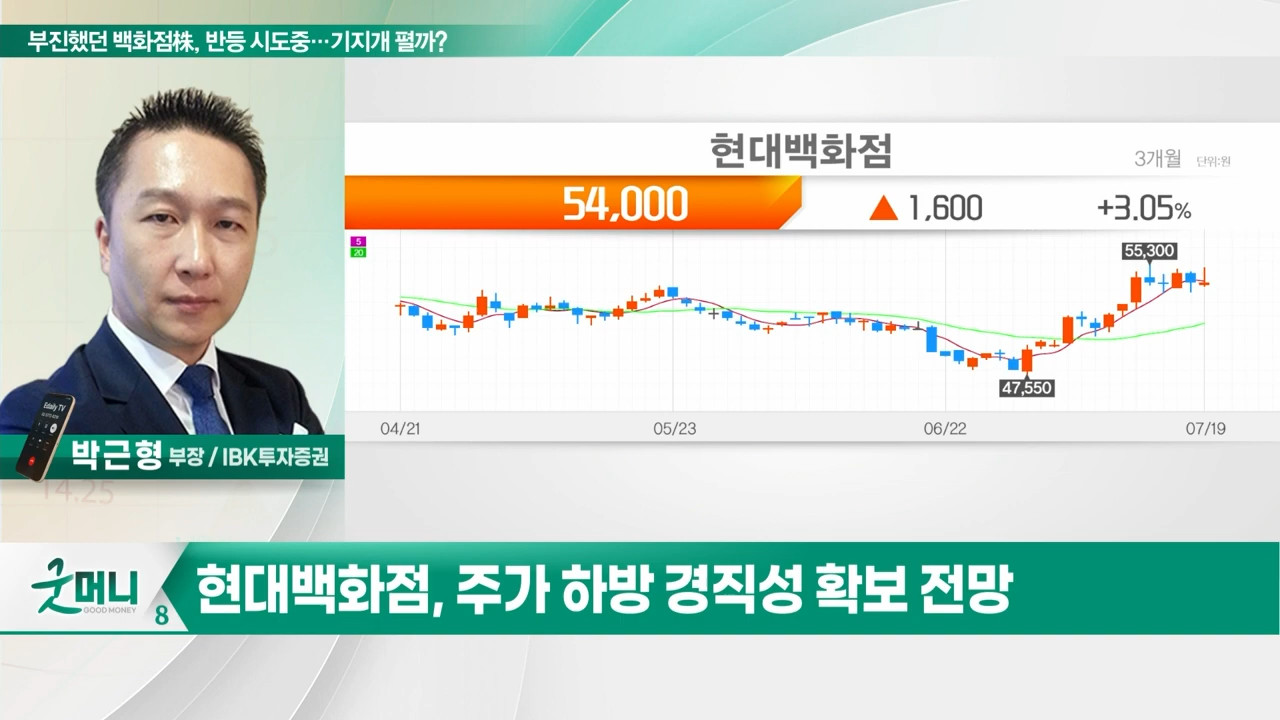 부진했던 백화점株, 반등 시도중…기지개 펼까?
현대백화점
3개월 단위:원
54,000 ▲ 1,600 +3.05%
5
20
55,300
47,550
04/21 05/23 06/22 07/19
Edaily TV
박근형 부장 / IBK투자증권
14.25
굿머니
GOOD MONEY
8
현대백화점, 주가 하방 경직성 확보 전망